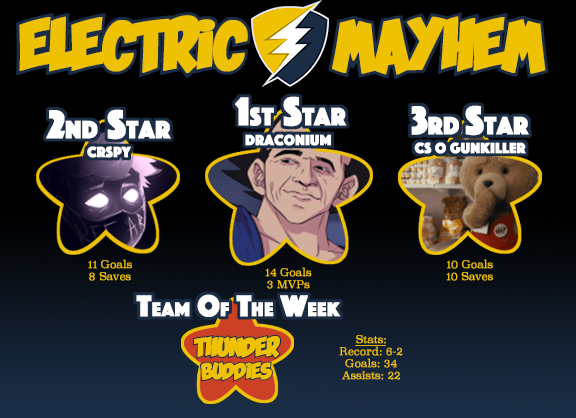 ELECTRIC MAYHEM
2ND STAR
CRSPY
11 Goals
8 Saves
1ST STAR
DRACONIUM
14 Goals
3 MVPs
3RD STAR
CS O GUNKILLER
10 Goals
10 Saves
TEAM OF THE WEEK
THUNDER
BUDDIES
Stats:
Record: 6-2
Goals: 34
Assists: 22